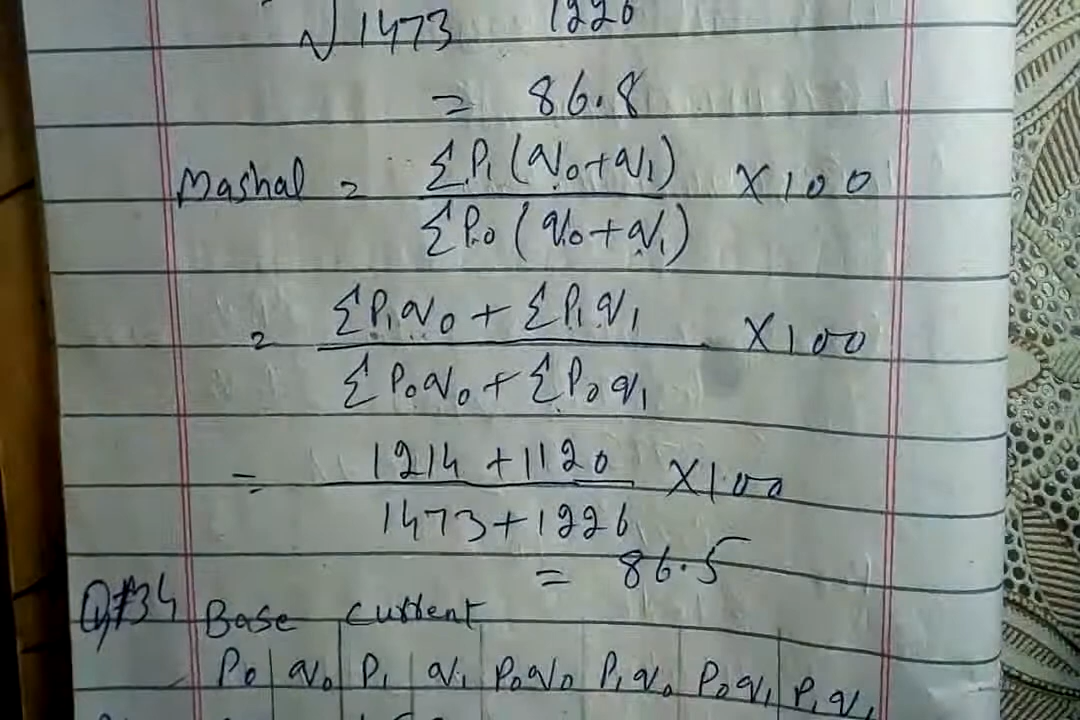 √1473 1226
= 86.8
Mashal = ΣP₁(q₀+q₁) / ΣP₀(q₀+q₁) X100
= ΣP₁q₀ + ΣP₁q₁ / ΣP₀q₀ + ΣP₀q₁ X100
= 1214 + 1120 / 1473 + 1226 X100
= 86.5
Q#34 Base Current
P₀ q₀ P₁ q₁ P₀q₀ P₁q₀ P₀q₁ P₁q₁